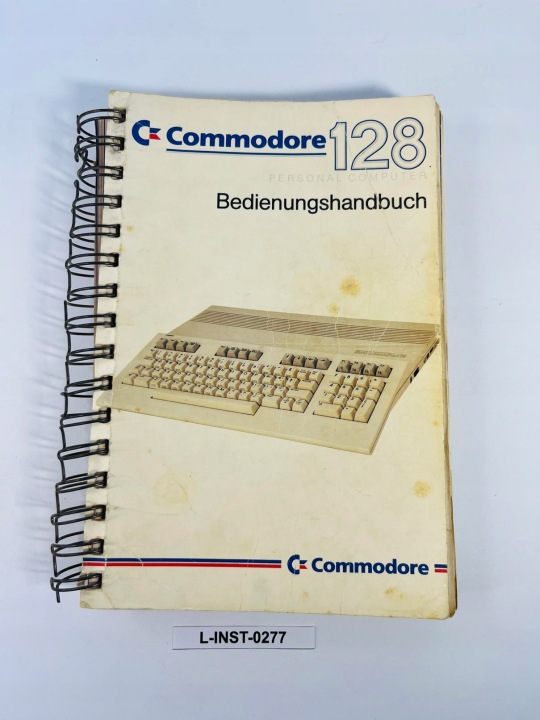 Commodore 128
PERSONAL COMPUTER
Bedienungshandbuch
Commodore
L-INST-0277